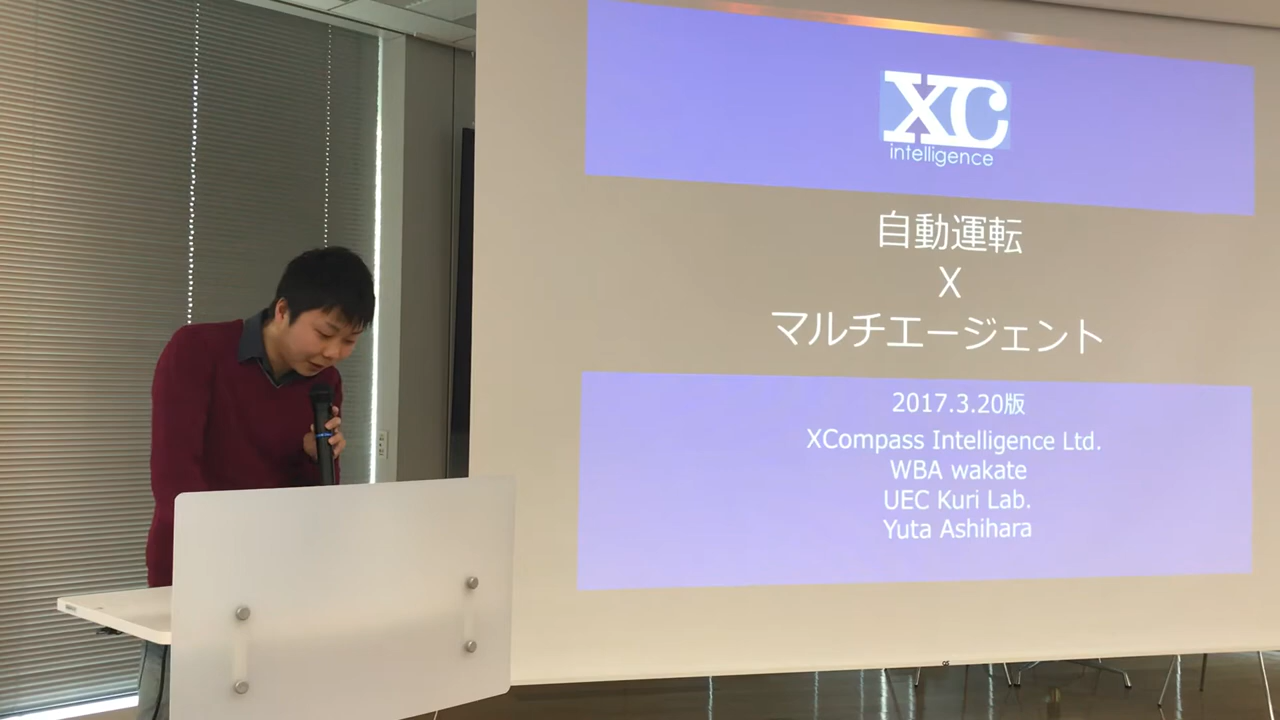 XC
intelligence
自動運転
X
マルチエージェント
2017.3.20版
XCompass Intelligence Ltd.
WBA wakate
UEC Kuri Lab.
Yuta Ashihara